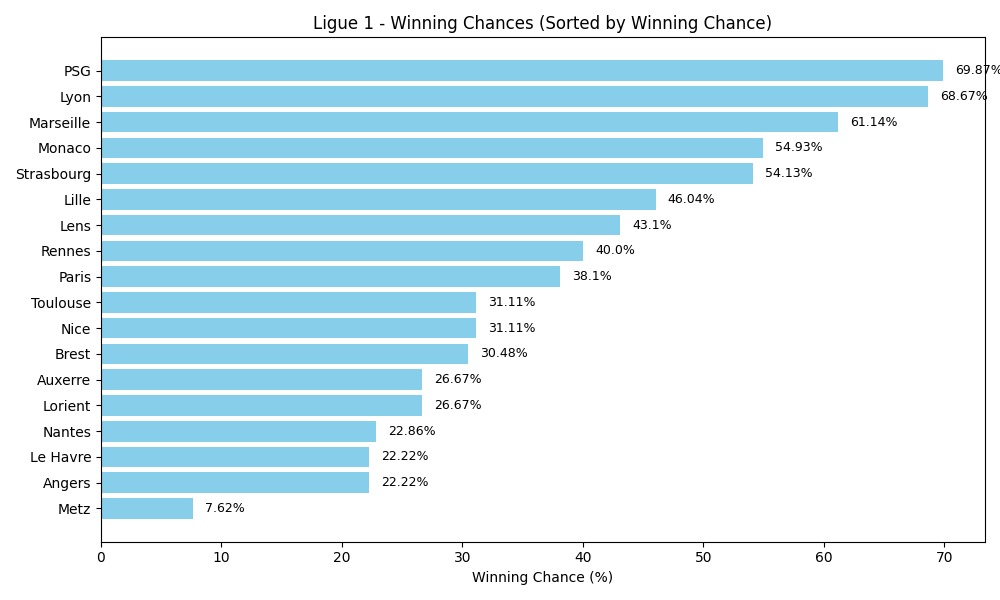 Ligue 1 - Winning Chances (Sorted by Winning Chance)
PSG 69.87%
Lyon 68.67%
Marseille 61.14%
Monaco 54.93%
Strasbourg 54.13%
Lille 46.04%
Lens 43.1%
Rennes 40.0%
Paris 38.1%
Toulouse 31.11%
Nice 31.11%
Brest 30.48%
Auxerre 26.67%
Lorient 26.67%
Nantes 22.86%
Le Havre 22.22%
Angers 22.22%
Metz 7.62%
0 10 20 30 40 50 60 70
Winning Chance (%)